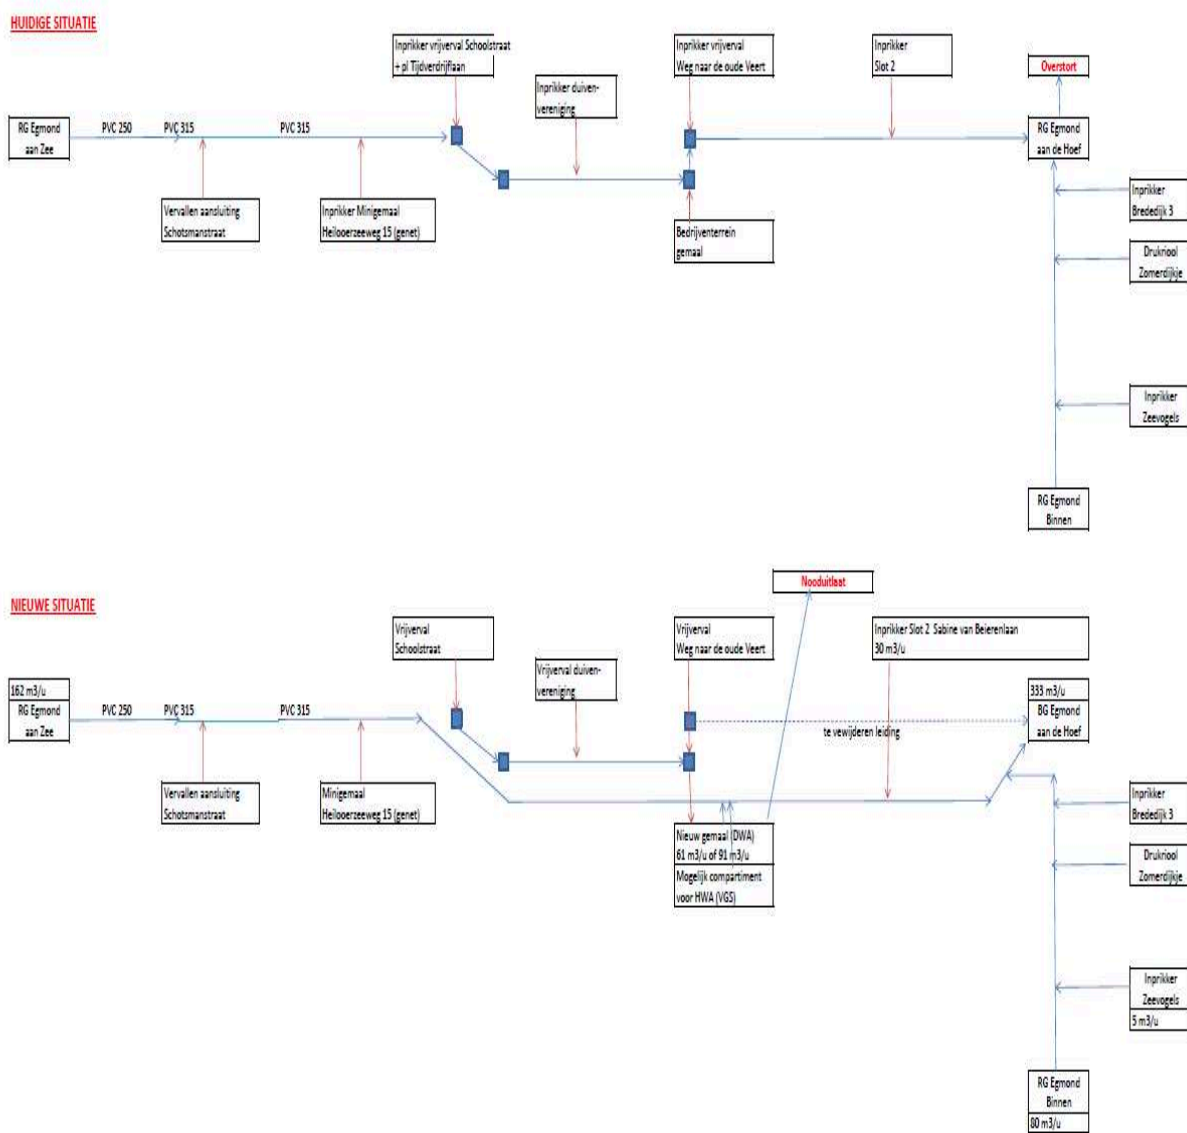 HUIDIGE SITUATIE
Inprikker vrijverval Schoolstraat
+ pl Tijdverdrijflaan
Inprikker duiven-
vereniging
Inprikker vrijverval
Weg naar de oude Veert
Inprikker
Slot 2
Overstort
RG Egmond
aan Zee
PVC 250
PVC 315
PVC 315
RG Egmond
aan de Hoef
Vervallen aansluiting
Schotsmanstraat
Inprikker Minigemaal
Heilooerzeeweg 15 (genet)
Bedrijventerrein
gemaal
Inprikker
Brededijk 3
Drukriool
Zomerdijkje
Inprikker
Zeevogels
RG Egmond
Binnen
NIEUWE SITUATIE
Nooduitlaat
Vrijverval
Schoolstraat
Vrijverval duiven-
vereniging
Vrijverval
Weg naar de oude Veert
Inprikker Slot 2 Sabine van Beierenlaan
30 m3/u
162 m3/u
RG Egmond
aan Zee
PVC 250
PVC 315
PVC 315
333 m3/u
BG Egmond
aan de Hoef
te vewijderen leiding
Vervallen aansluiting
Schotsmanstraat
Minigemaal
Heilooerzeeweg 15 (genet)
Nieuw gemaal (DWA)
61 m3/u of 91 m3/u
Mogelijk compartiment
voor HWA (VGS)
Inprikker
Brededijk 3
Drukriool
Zomerdijkje
Inprikker
Zeevogels
5 m3/u
RG Egmond
Binnen
80 m3/u